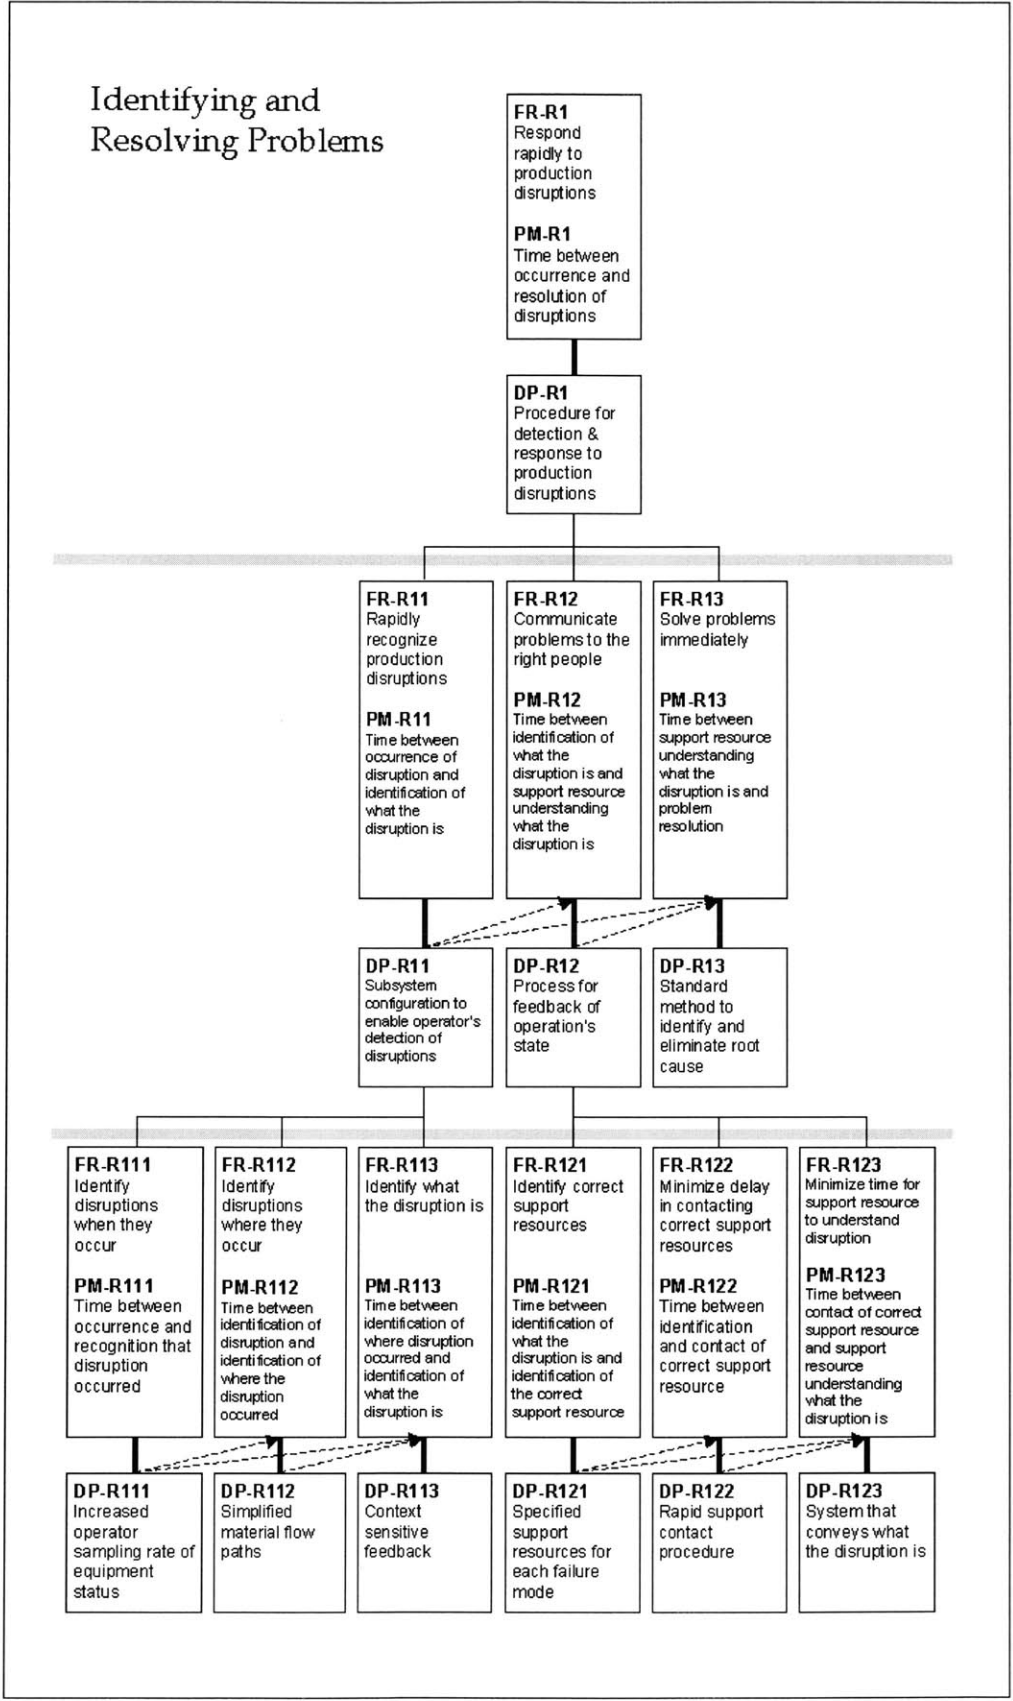 Identifying and
Resolving Problems
FR-R1
Respond
rapidly to
production
disruptions
PM-R1
Time between
occurrence and
resolution of
disruptions
DP-R1
Procedure for
detection &
response to
production
disruptions
FR-R11
Rapidly
recognize
production
disruptions
PM-R11
Time between
occurrence of
disruption and
identification of
what the
disruption is
FR-R12
Communicate
problems to the
right people
PM-R12
Time between
identification of
what the
disruption is and
support resource
understanding
what the
disruption is
FR-R13
Solve problems
immediately
PM-R13
Time between
support resource
understanding
what the
disruption is and
problem
resolution
DP-R11
Subsystem
configuration to
enable operator's
detection of
disruptions
DP-R12
Process for
feedback of
operation's
state
DP-R13
Standard
method to
identify and
eliminate root
cause
FR-R111
Identify
disruptions
when they
occur
PM-R111
Time between
occurrence and
recognition that
disruption
occurred
FR-R112
Identify
disruptions
where they
occur
PM-R112
Time between
identification of
disruption and
identification of
where the
disruption
occurred
FR-R113
Identify what
the disruption is
PM-R113
Time between
identification of
where disruption
occurred and
identification of
what the
disruption is
FR-R121
Identify correct
support
resources
PM-R121
Time between
identification of
what the
disruption is and
identification of
the correct
support resource
FR-R122
Minimize delay
in contacting
correct support
resources
PM-R122
Time between
identification
and contact of
correct support
resource
FR-R123
Minimize time for
support resource
to understand
disruption
PM-R123
Time between
contact of correct
support resource
and support
resource
understanding
what the
disruption is
DP-R111
Increased
operator
sampling rate of
equipment
status
DP-R112
Simplified
material flow
paths
DP-R113
Context
sensitive
feedback
DP-R121
Specified
support
resources for
each failure
mode
DP-R122
Rapid support
contact
procedure
DP-R123
System that
conveys what
the disruption is